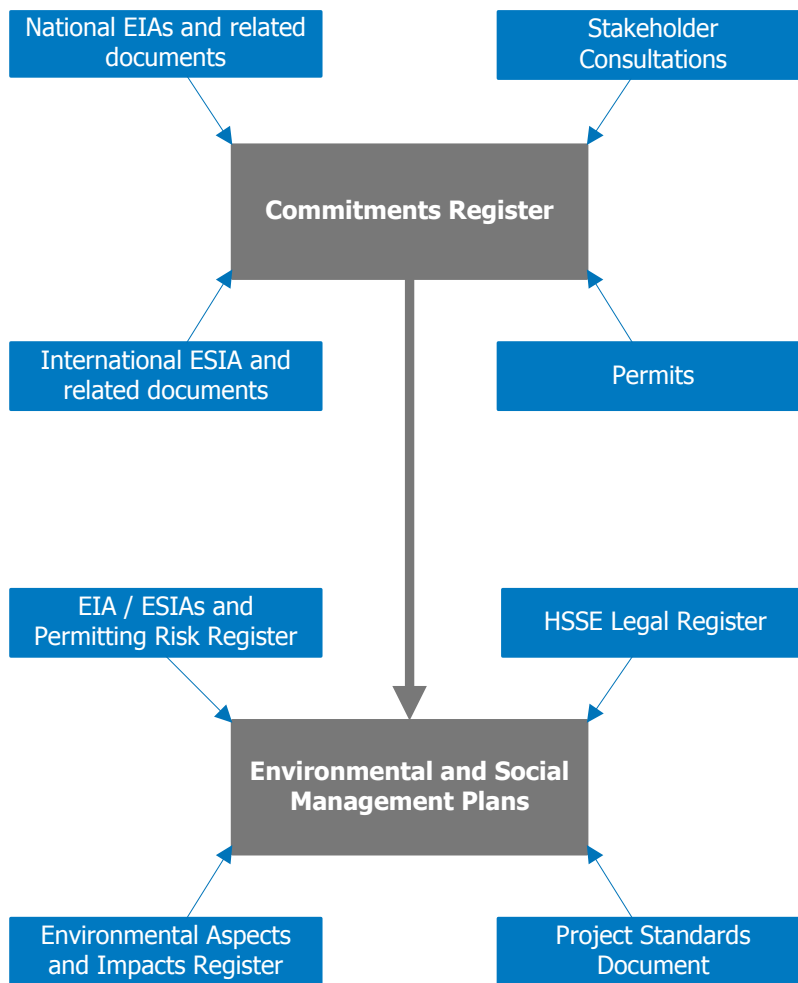 National EIAs and related
documents
Stakeholder
Consultations
Commitments Register
International ESIA and
related documents
Permits
EIA / ESIAs and
Permitting Risk Register
HSSE Legal Register
Environmental and Social
Management Plans
Environmental Aspects
and Impacts Register
Project Standards
Document